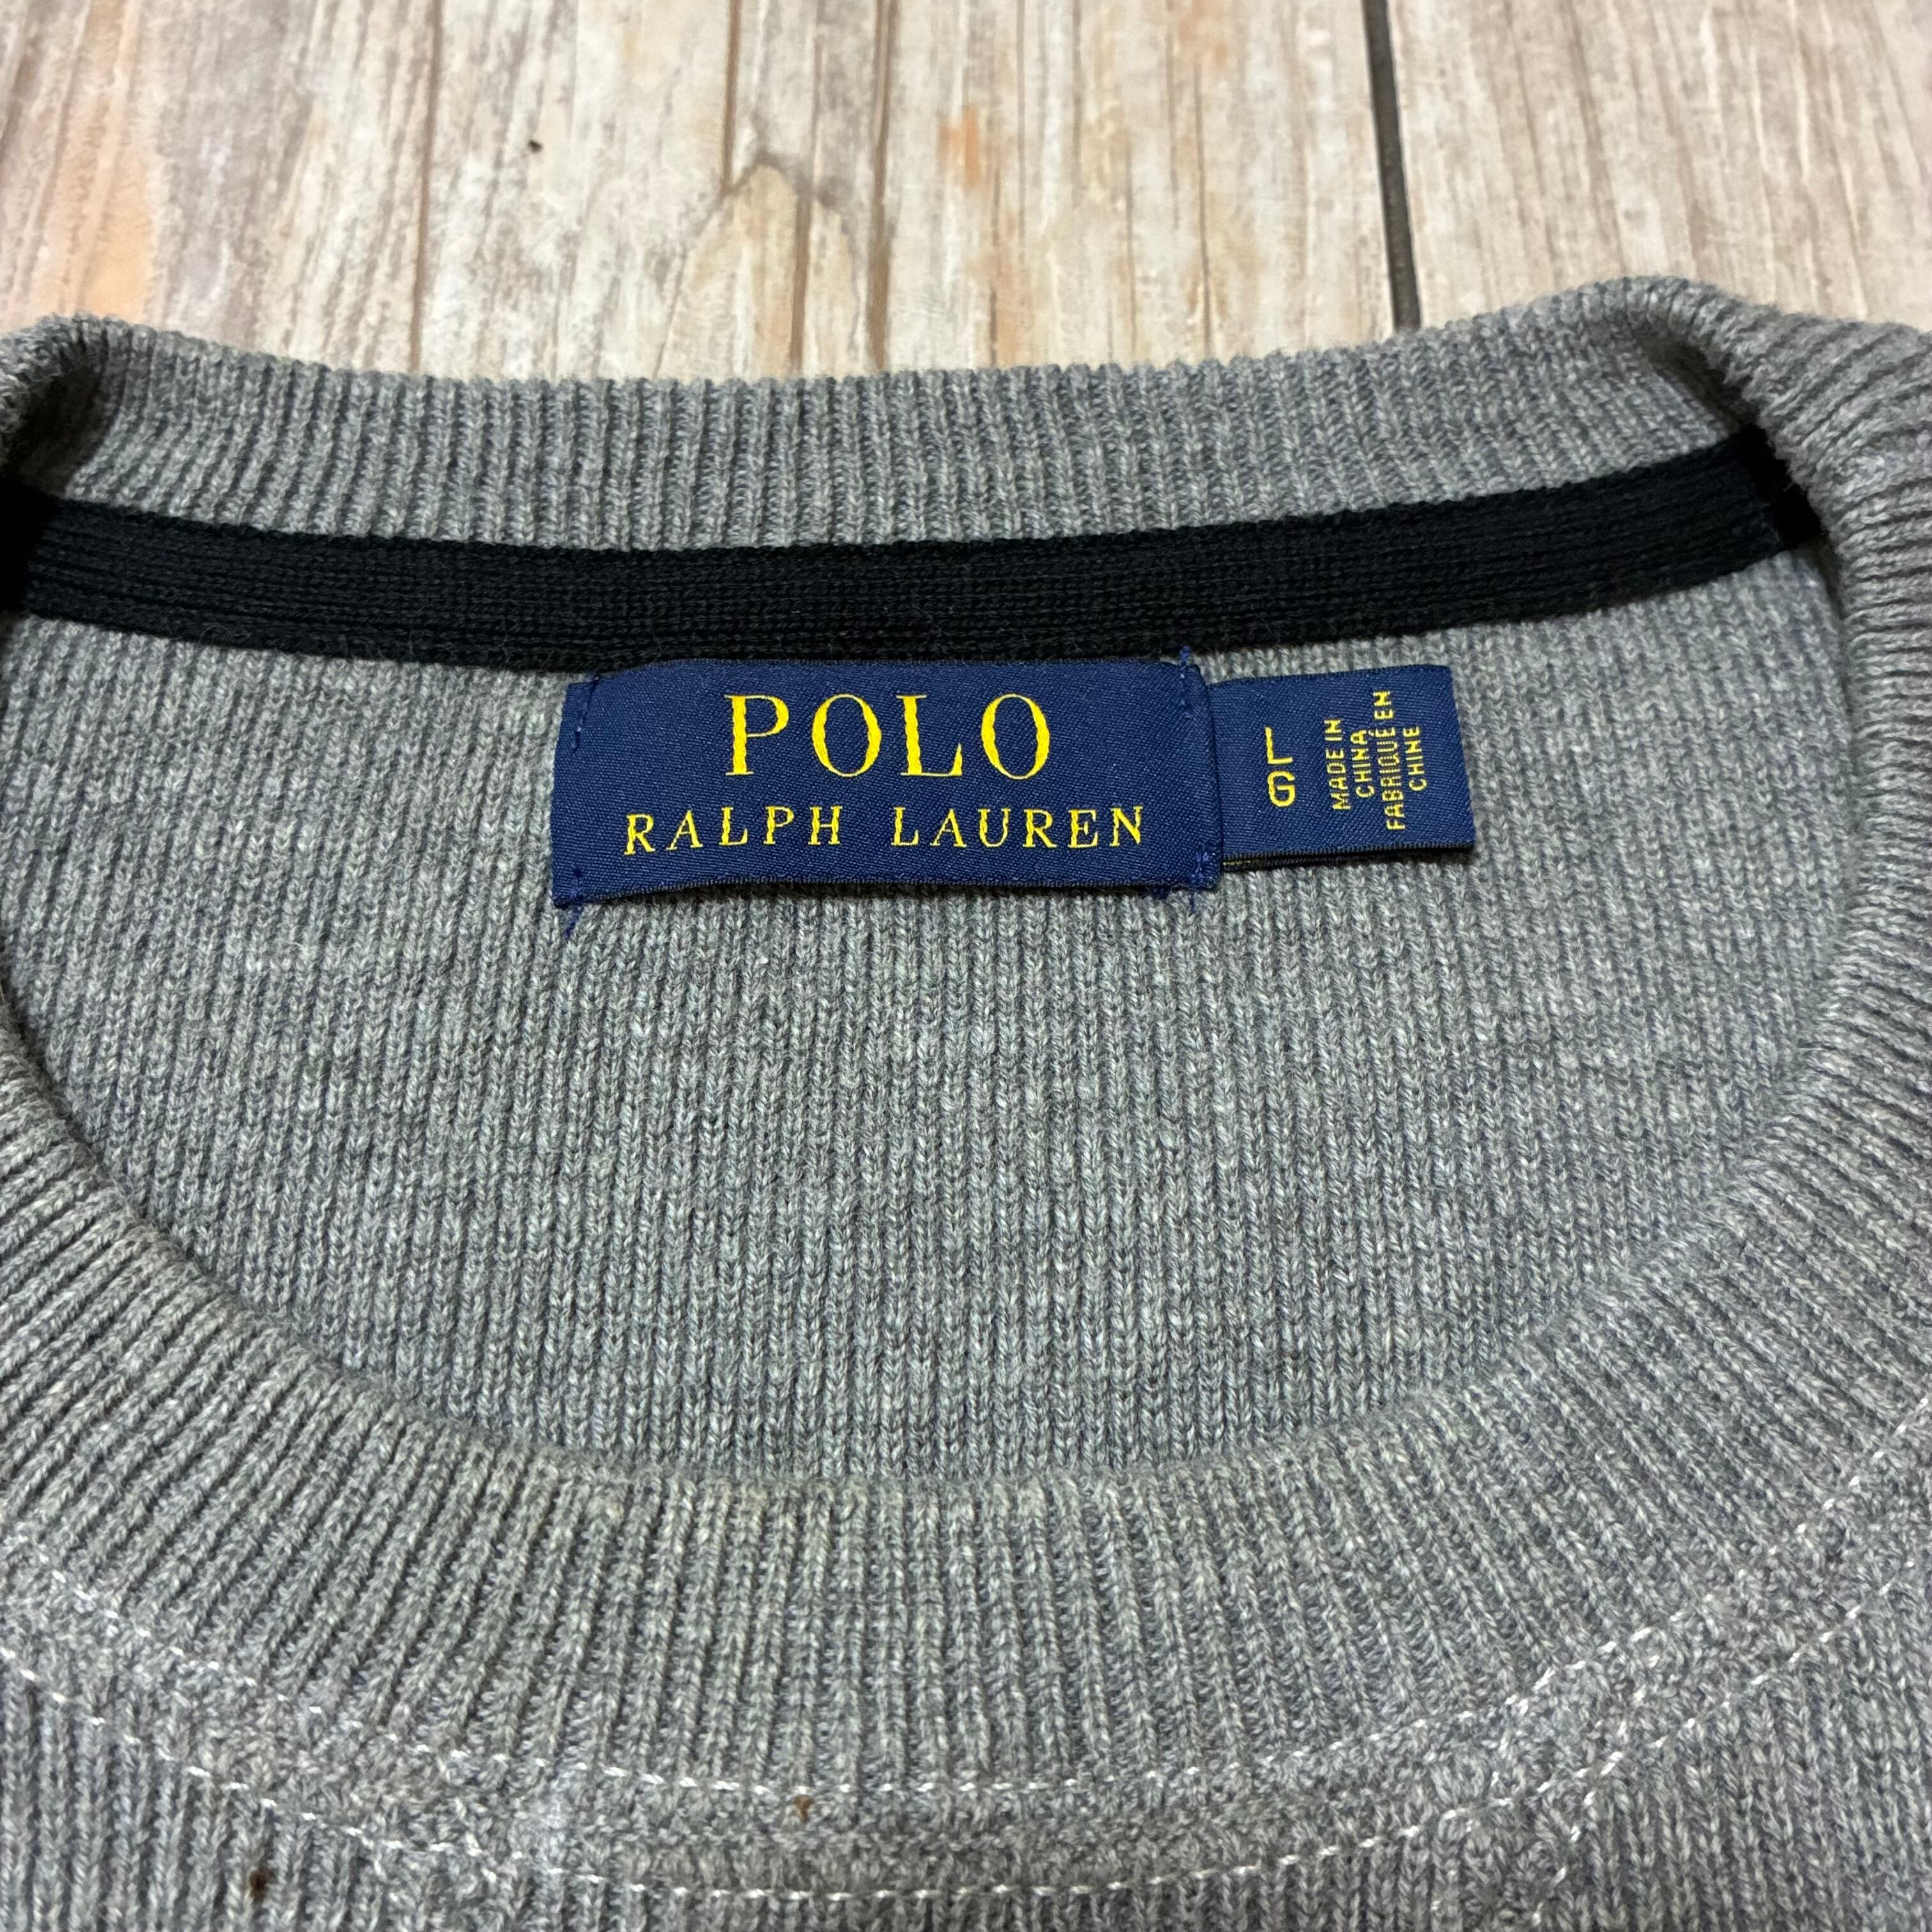 POLO
RALPH LAUREN
L
G
MADE IN
CHINA
FABRIQUÉ EN
CHINE